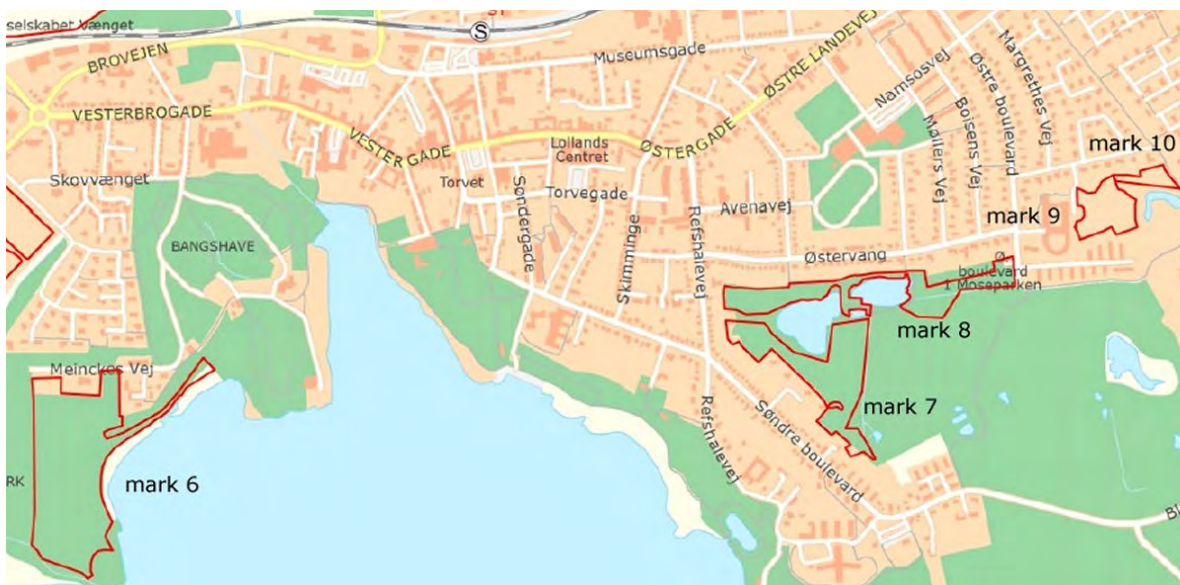 selskabet Vænget
S
BROVEJEN
Museumsgade
ØSTRE LANDEVEJ
Margrethes Vej
Østre boulevard
Namsosvej
VESTERBROGADE
VESTERGADE
Lollands
Centret
ØSTERGADE
Møllers Vej
Boisens Vej
mark 10
Skovvænget
Torvet
Søndergade
Torvegade
Avenavej
mark 9
Refshalevej
Skimminge
BANGSHAVE
Østervang
Ø
boulevard
1 Moseparken
mark 8
Meinckes Vej
mark 7
Søndre boulevard
Refshalevej
RK
mark 6